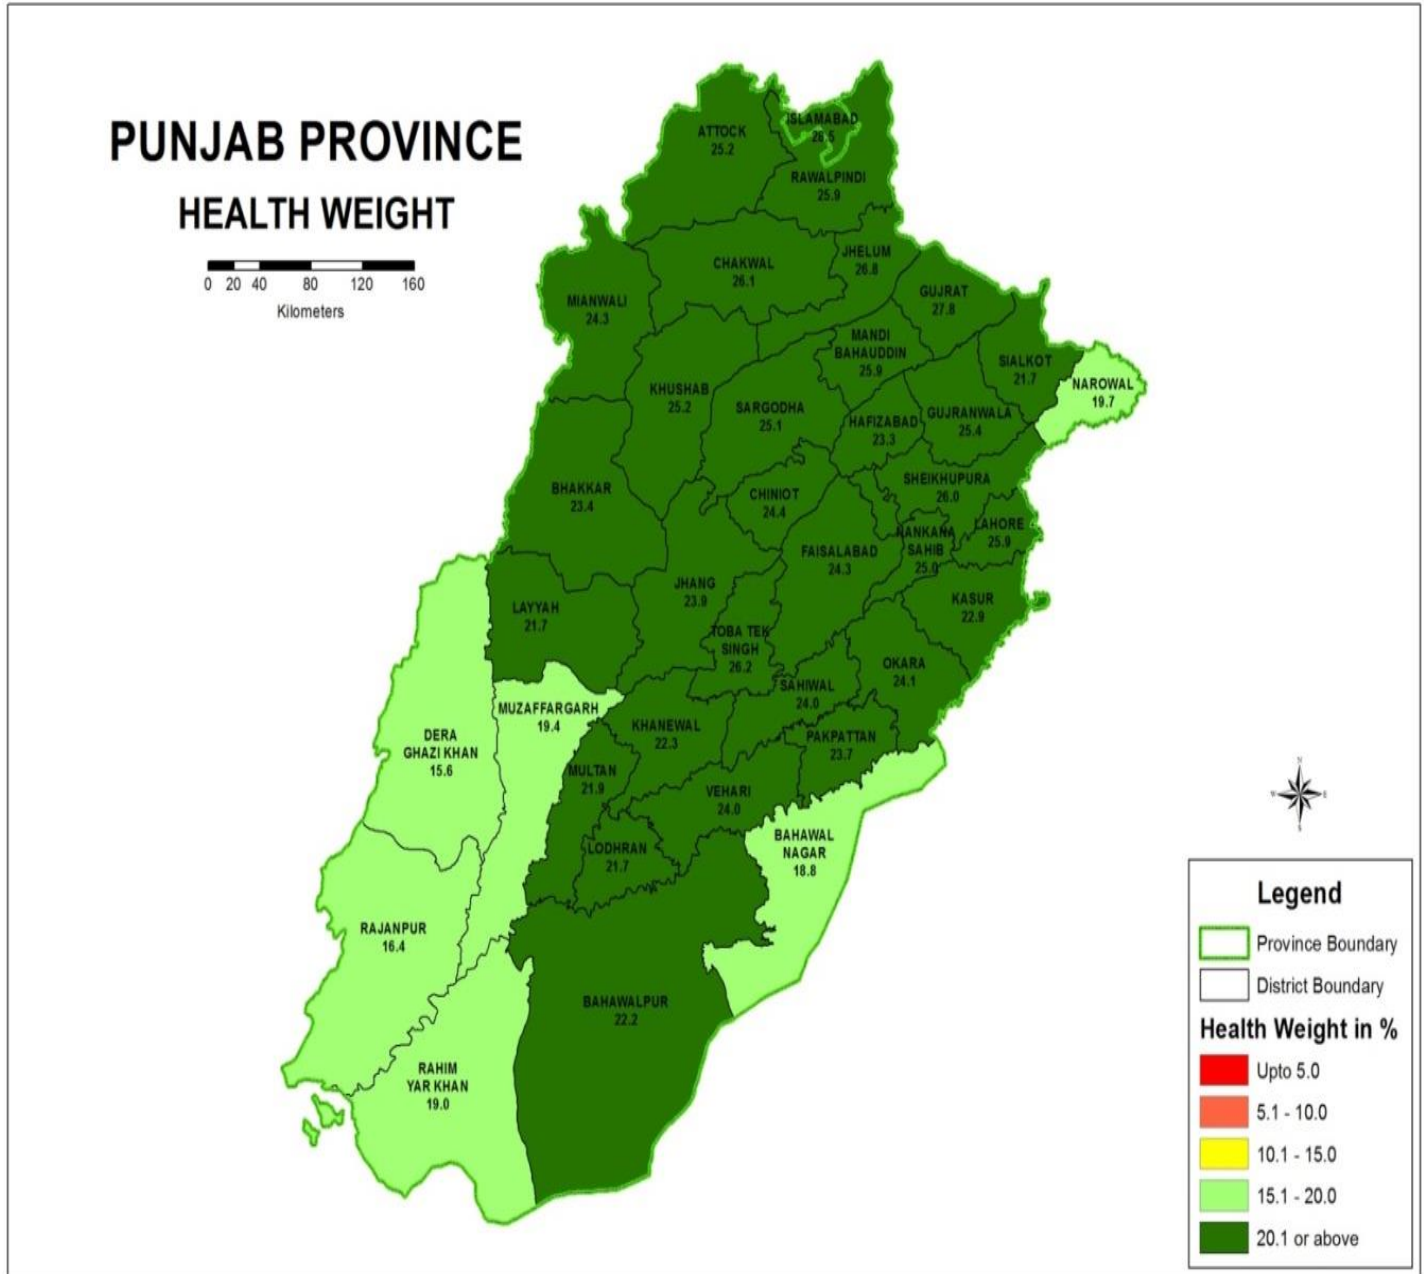 PUNJAB PROVINCE
HEALTH WEIGHT
0 20 40 80 120 160
Kilometers
ATTOCK
25.2
ISLAMABAD
28.5
RAWALPINDI
25.9
CHAKWAL
26.1
JHELUM
26.8
GUJRAT
27.8
MIANWALI
24.3
MANDI
BAHAUDDIN
25.9
SIALKOT
21.7
NAROWAL
19.7
KHUSHAB
25.2
SARGODHA
25.1
HAFIZABAD
23.3
GUJRANWALA
25.4
BHAKKAR
23.4
CHINIOT
24.4
SHEIKHUPURA
26.0
LAHORE
25.9
NANKANA
SAHIB
25.0
FAISALABAD
24.3
JHANG
23.9
KASUR
22.9
LAYYAH
21.7
TOBA TEK
SINGH
26.2
OKARA
24.1
SAHIWAL
24.0
MUZAFFARGARH
19.4
KHANEWAL
22.3
PAKPATTAN
23.7
DERA
GHAZI KHAN
15.6
MULTAN
21.9
VEHARI
24.0
BAHAWAL
NAGAR
18.8
LODHRAN
21.7
RAJANPUR
16.4
BAHAWALPUR
22.2
RAHIM
YAR KHAN
19.0
N
W E
S
Legend
Province Boundary
District Boundary
Health Weight in %
Upto 5.0
5.1 - 10.0
10.1 - 15.0
15.1 - 20.0
20.1 or above